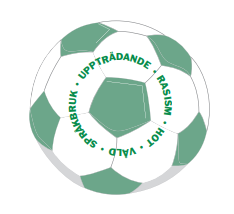 SPRÅKBRUK • UPPTRÄDANDE • RASISM • HOT • VÅLD •